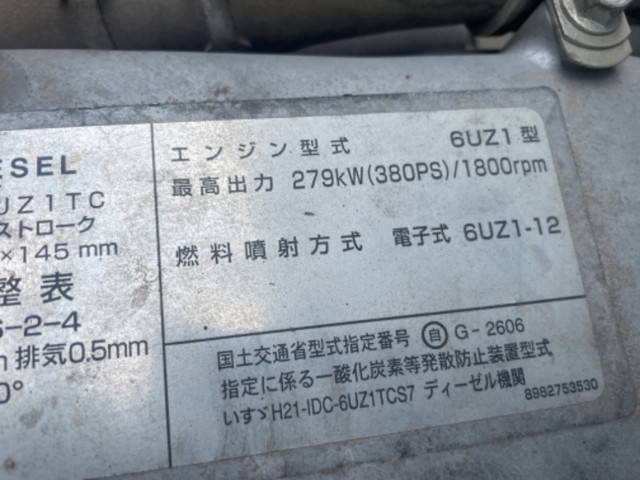 ESEL
UZ1TC
ストローク
×145 mm
整 表
-2-4
排気0.5mm
0°
エンジン型式 6UZ1型
最高出力 279kW(380PS)/1800rpm
燃料噴射方式 電子式 6UZ1-12
国土交通省型式指定番号 自 G-2606
指定に係る一酸化炭素等発散防止装置型式
いすゞH21-IDC-6UZ1TCS7 ディーゼル機関
8982753530